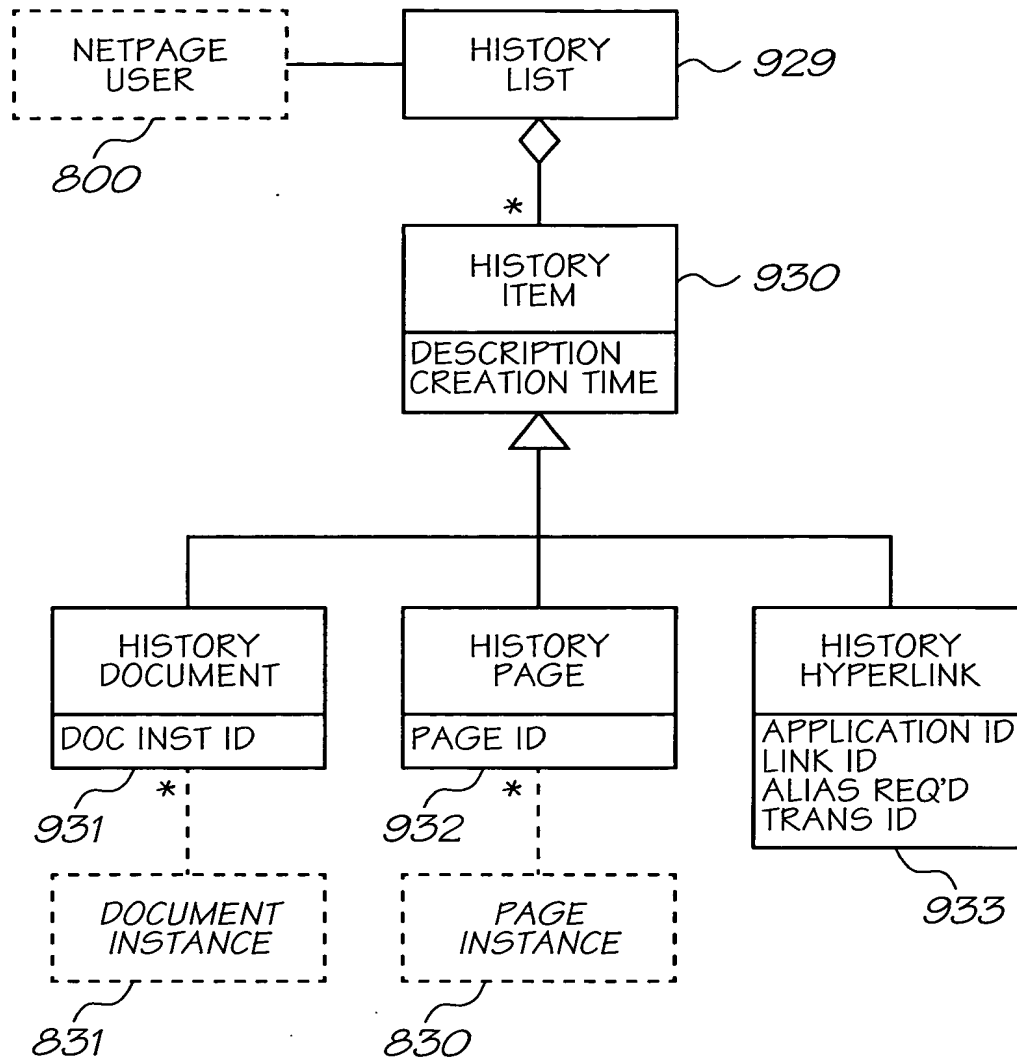 NETPAGE
USER
HISTORY
LIST
929
800
*
HISTORY
ITEM
930
DESCRIPTION
CREATION TIME
HISTORY
DOCUMENT
DOC INST ID
HISTORY
PAGE
PAGE ID
HISTORY
HYPERLINK
APPLICATION ID
LINK ID
ALIAS REQ'D
TRANS ID
931
*
932
*
933
DOCUMENT
INSTANCE
PAGE
INSTANCE
831
830